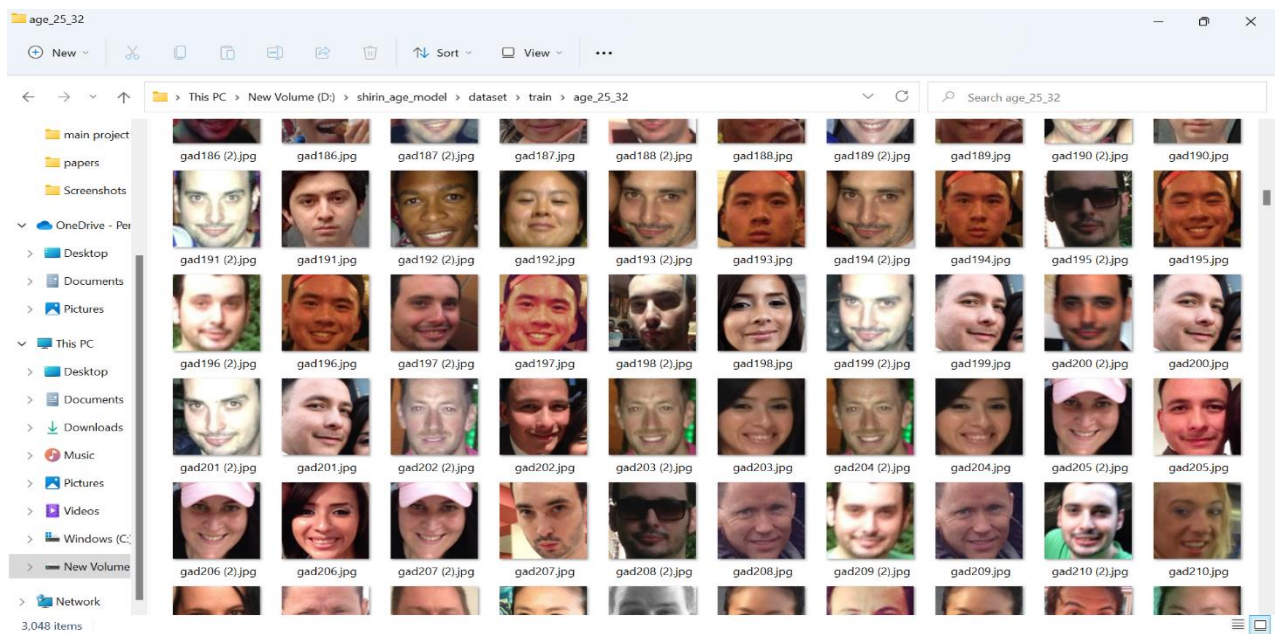 age_25_32
New Sort View
This PC > New Volume (D:) > shirin_age_model > dataset > train > age_25_32 Search age_25_32
main project
papers
Screenshots
OneDrive - Per
Desktop
Documents
Pictures
This PC
Desktop
Documents
Downloads
Music
Pictures
Videos
Windows (C:
New Volume
Network
gad186 (2).jpg gad186.jpg gad187 (2).jpg gad187.jpg gad188 (2).jpg gad188.jpg gad189 (2).jpg gad189.jpg gad190 (2).jpg gad190.jpg
gad191 (2).jpg gad191.jpg gad192 (2).jpg gad192.jpg gad193 (2).jpg gad193.jpg gad194 (2).jpg gad194.jpg gad195 (2).jpg gad195.jpg
gad196 (2).jpg gad196.jpg gad197 (2).jpg gad197.jpg gad198 (2).jpg gad198.jpg gad199 (2).jpg gad199.jpg gad200 (2).jpg gad200.jpg
gad201 (2).jpg gad201.jpg gad202 (2).jpg gad202.jpg gad203 (2).jpg gad203.jpg gad204 (2).jpg gad204.jpg gad205 (2).jpg gad205.jpg
gad206 (2).jpg gad206.jpg gad207 (2).jpg gad207.jpg gad208 (2).jpg gad208.jpg gad209 (2).jpg gad209.jpg gad210 (2).jpg gad210.jpg
3,048 items